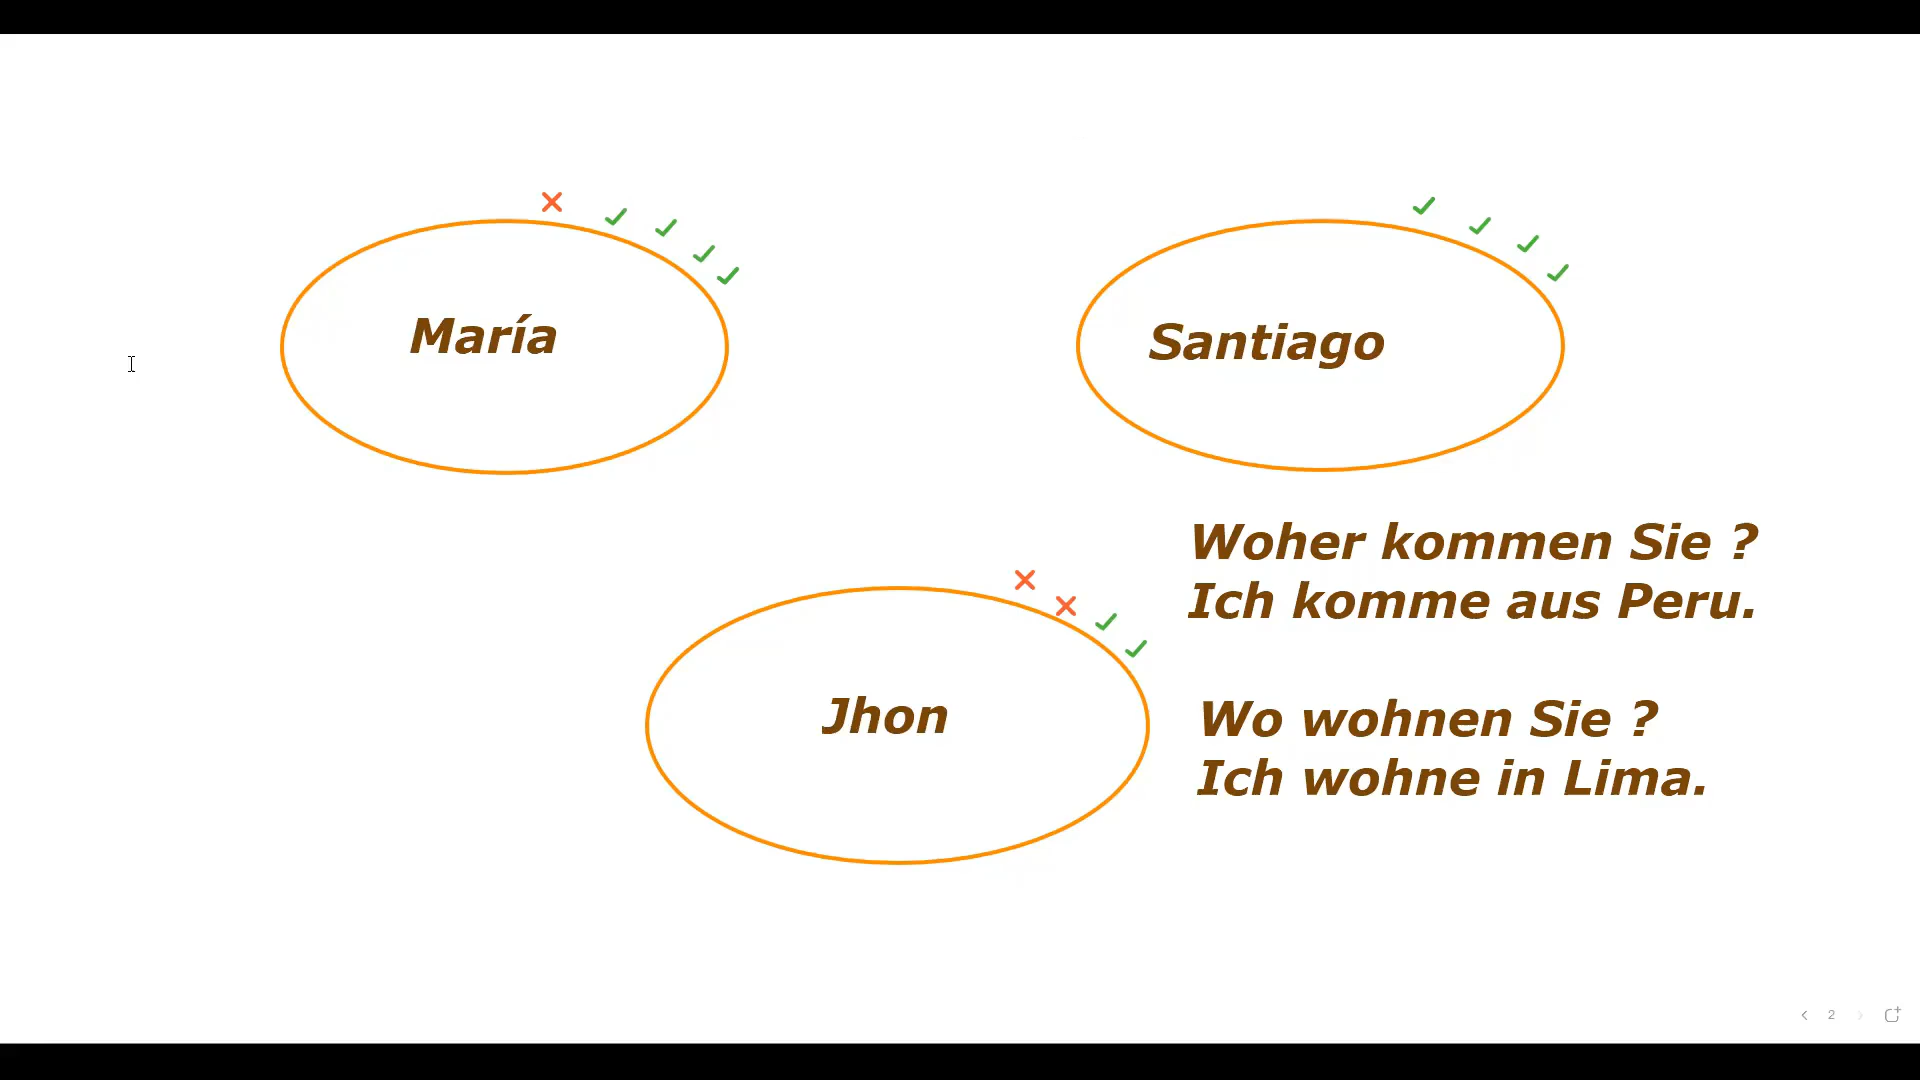 María
Santiago
Woher kommen Sie ?
Ich komme aus Peru.
Jhon
Wo wohnen Sie ?
Ich wohne in Lima.
2